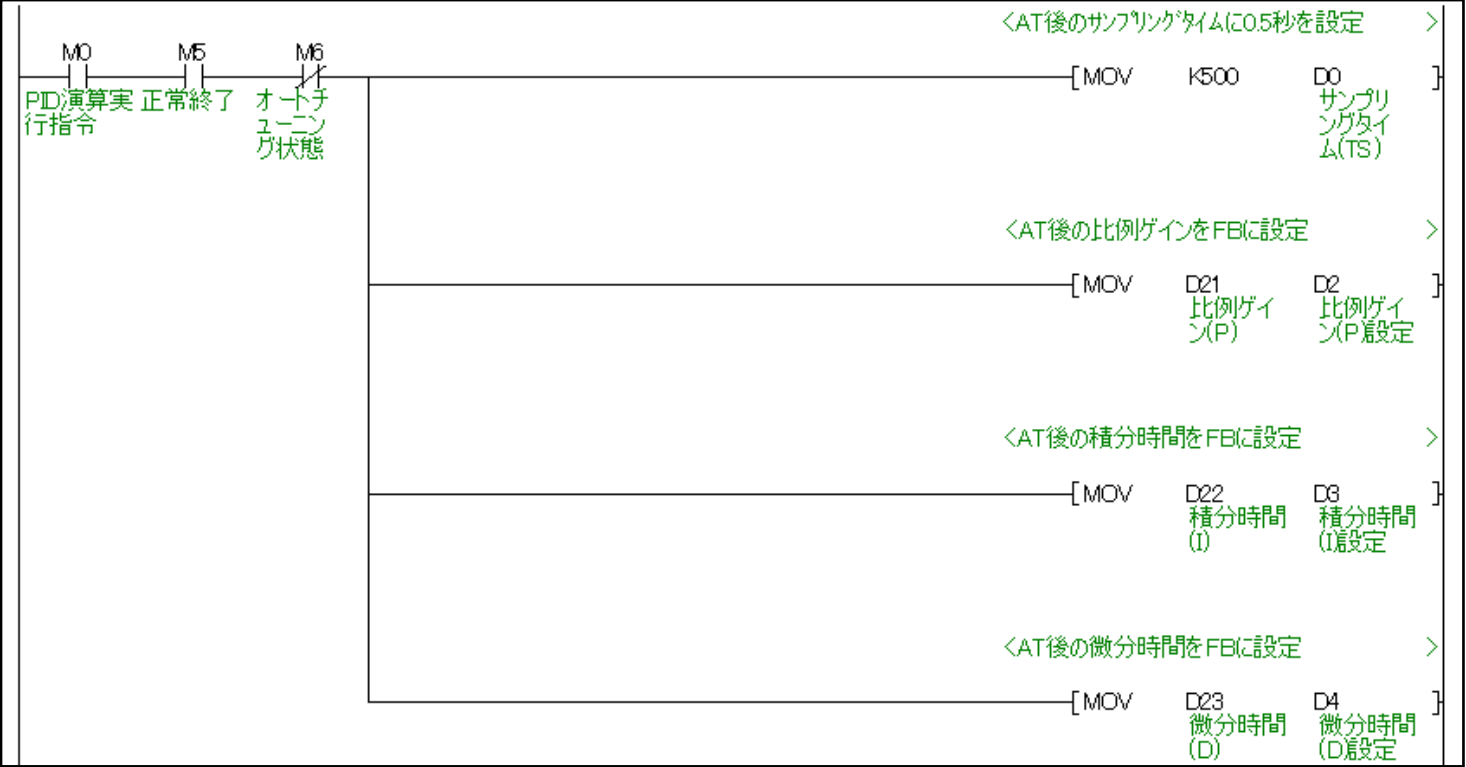 <AT後のサンプリングタイムに0.5秒を設定 >
M0 M5 M6
[MOV K500 D0 ]
PID演算実 正常終了 オートチ サンプリ
行指令 ューニン ングタイ
グ状態 ム(TS)
<AT後の比例ゲインをFBに設定 >
[MOV D21 D2 ]
比例ゲイ 比例ゲイ
ン(P) ン(P)設定
<AT後の積分時間をFBに設定 >
[MOV D22 D3 ]
積分時間 積分時間
(I) (I)設定
<AT後の微分時間をFBに設定 >
[MOV D23 D4 ]
微分時間 微分時間
(D) (D)設定